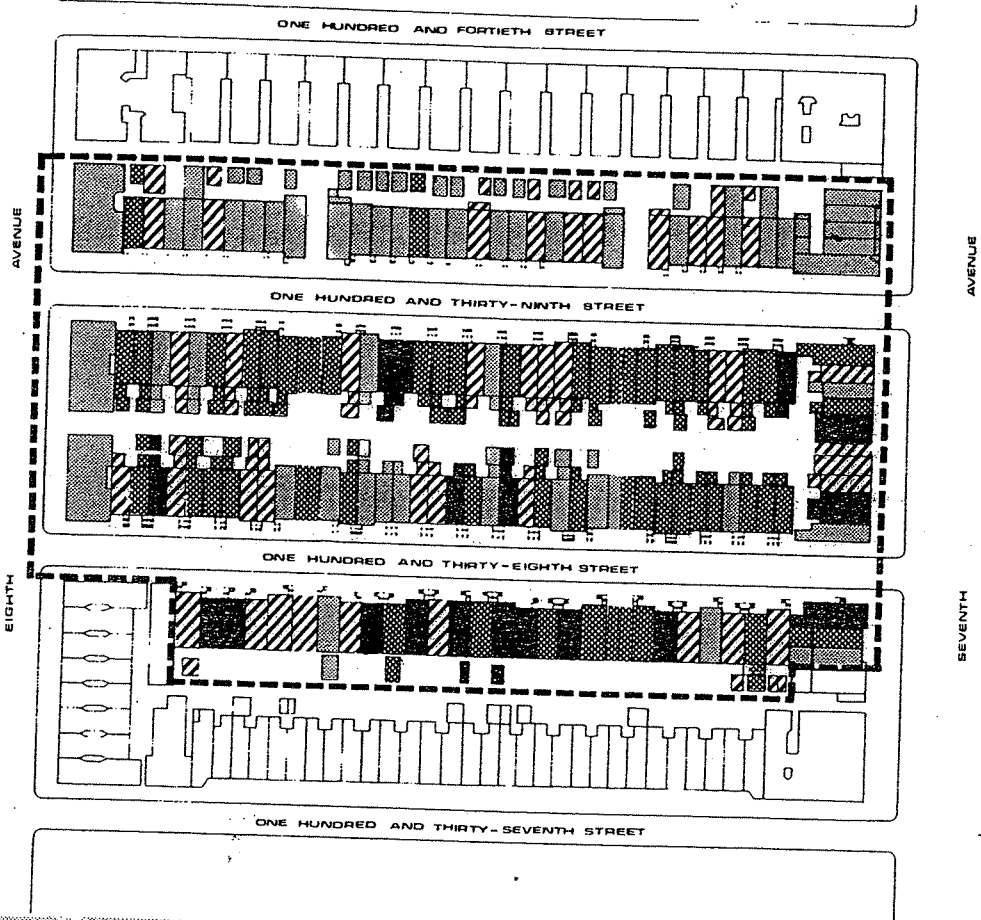 ONE HUNDRED AND FORTIETH STREET
AVENUE
AVENUE
ONE HUNDRED AND THIRTY-NINTH STREET
ONE HUNDRED AND THIRTY-EIGHTH STREET
EIGHTH
SEVENTH
ONE HUNDRED AND THIRTY-SEVENTH STREET